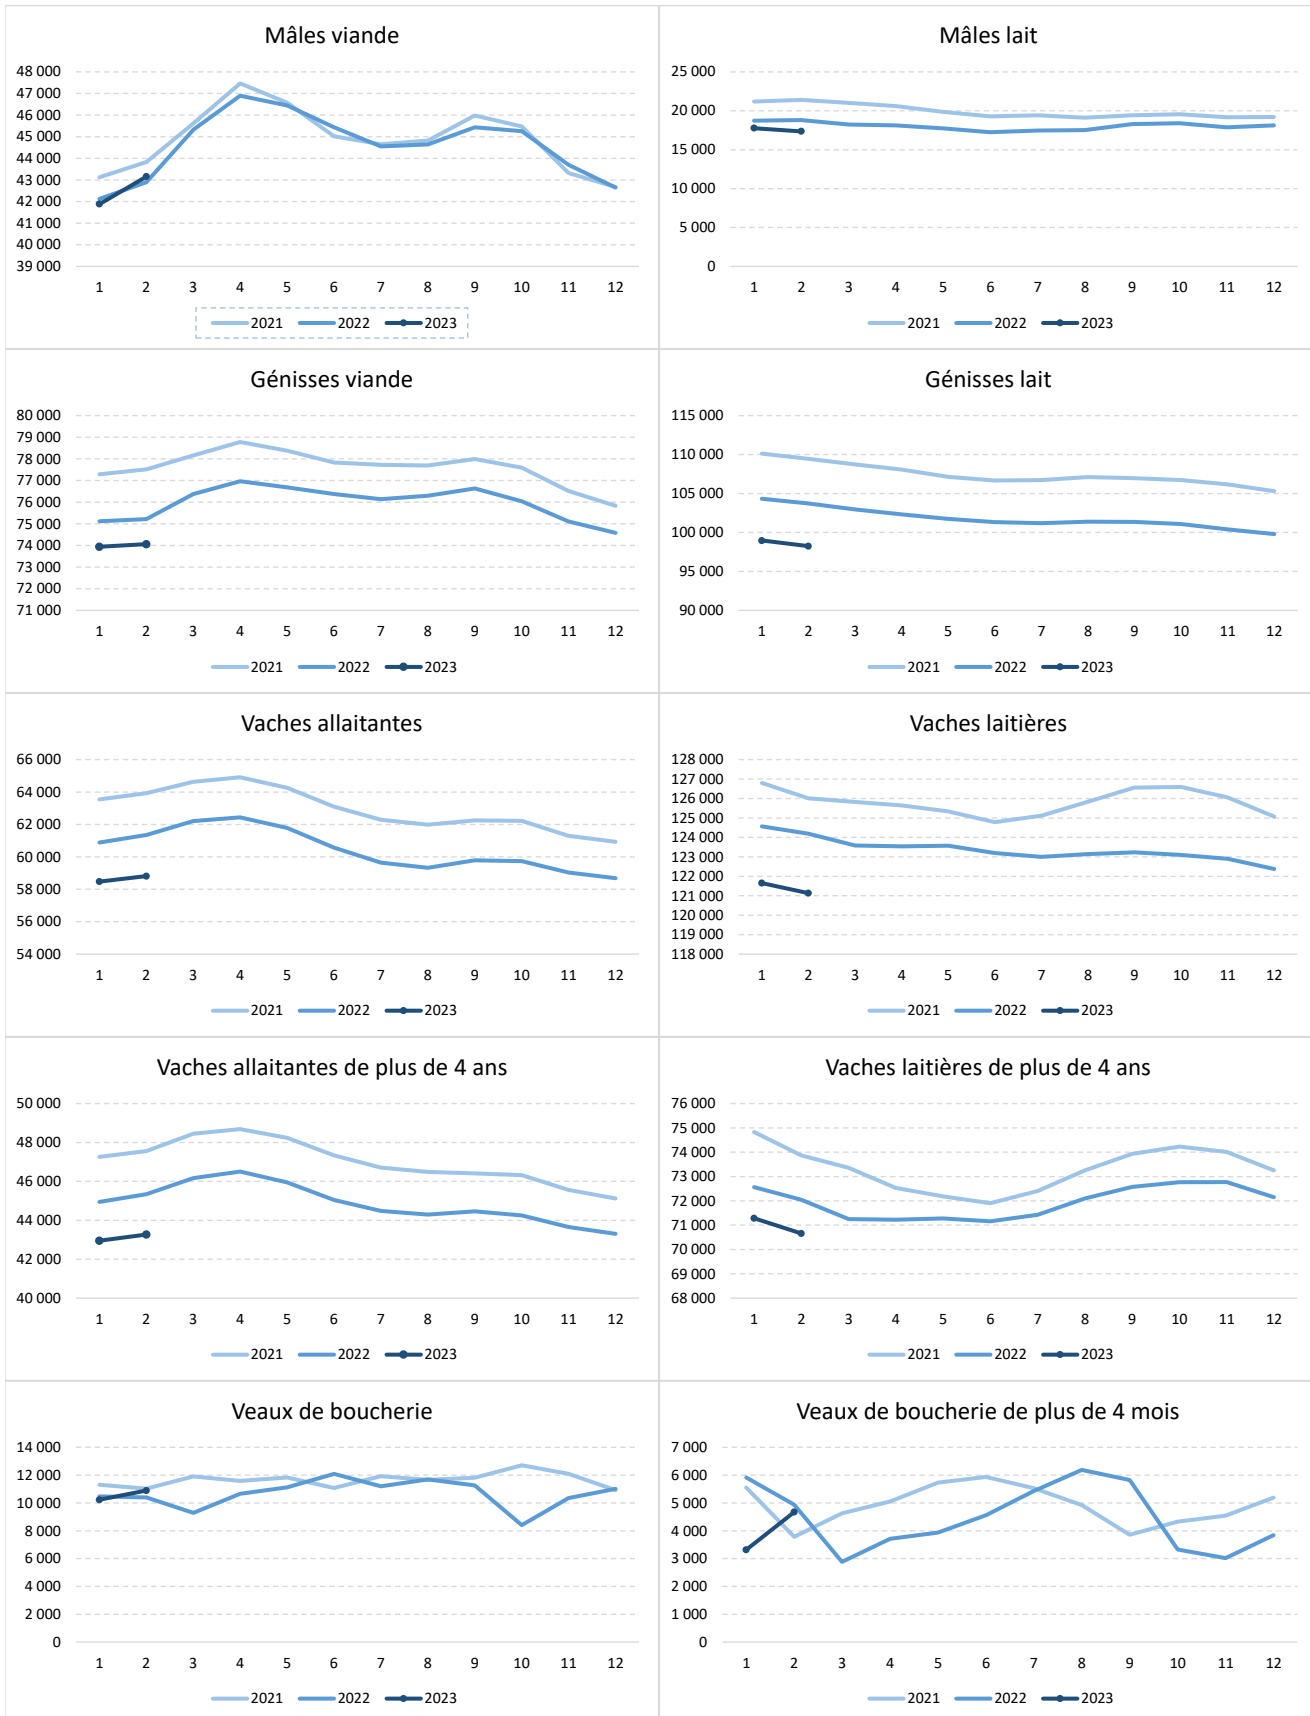 Mâles viande
48 000
47 000
46 000
45 000
44 000
43 000
42 000
41 000
40 000
39 000
1 2 3 4 5 6 7 8 9 10 11 12
2021 2022 2023
Mâles lait
25 000
20 000
15 000
10 000
5 000
0
1 2 3 4 5 6 7 8 9 10 11 12
2021 2022 2023
Génisses viande
80 000
79 000
78 000
77 000
76 000
75 000
74 000
73 000
72 000
71 000
1 2 3 4 5 6 7 8 9 10 11 12
2021 2022 2023
Génisses lait
115 000
110 000
105 000
100 000
95 000
90 000
1 2 3 4 5 6 7 8 9 10 11 12
2021 2022 2023
Vaches allaitantes
66 000
64 000
62 000
60 000
58 000
56 000
54 000
1 2 3 4 5 6 7 8 9 10 11 12
2021 2022 2023
Vaches laitières
128 000
127 000
126 000
125 000
124 000
123 000
122 000
121 000
120 000
119 000
118 000
1 2 3 4 5 6 7 8 9 10 11 12
2021 2022 2023
Vaches allaitantes de plus de 4 ans
50 000
48 000
46 000
44 000
42 000
40 000
1 2 3 4 5 6 7 8 9 10 11 12
2021 2022 2023
Vaches laitières de plus de 4 ans
76 000
75 000
74 000
73 000
72 000
71 000
70 000
69 000
68 000
1 2 3 4 5 6 7 8 9 10 11 12
2021 2022 2023
Veaux de boucherie
14 000
12 000
10 000
8 000
6 000
4 000
2 000
0
1 2 3 4 5 6 7 8 9 10 11 12
2021 2022 2023
Veaux de boucherie de plus de 4 mois
7 000
6 000
5 000
4 000
3 000
2 000
1 000
0
1 2 3 4 5 6 7 8 9 10 11 12
2021 2022 2023